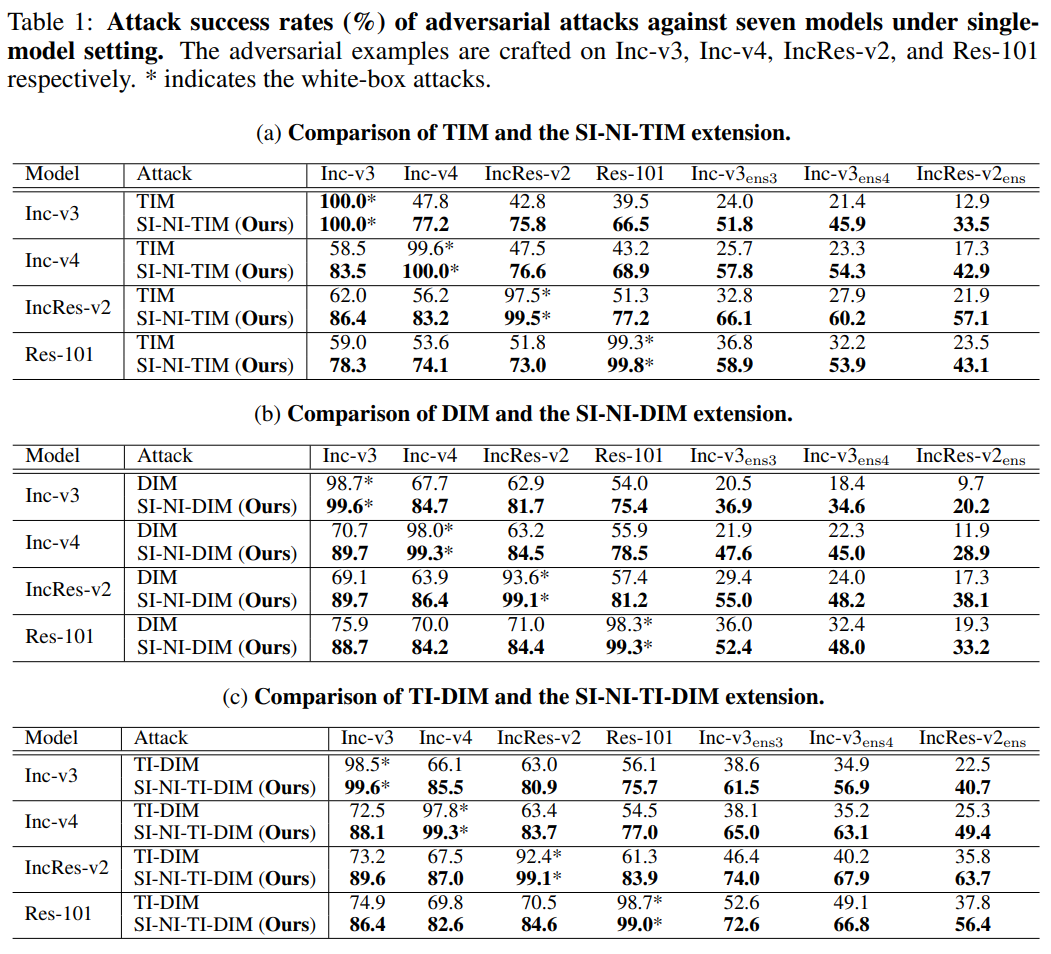 Table 1: Attack success rates (%) of adversarial attacks against seven models under single-
model setting. The adversarial examples are crafted on Inc-v3, Inc-v4, IncRes-v2, and Res-101
respectively. * indicates the white-box attacks.
(a) Comparison of TIM and the SI-NI-TIM extension.
Model Attack Inc-v3 Inc-v4 IncRes-v2 Res-101 Inc-v3ens3 Inc-v3ens4 IncRes-v2ens
Inc-v3 TIM 100.0* 47.8 42.8 39.5 24.0 21.4 12.9
SI-NI-TIM (Ours) 100.0* 77.2 75.8 66.5 51.8 45.9 33.5
Inc-v4 TIM 58.5 99.6* 47.5 43.2 25.7 23.3 17.3
SI-NI-TIM (Ours) 83.5 100.0* 76.6 68.9 57.8 54.3 42.9
IncRes-v2 TIM 62.0 56.2 97.5* 51.3 32.8 27.9 21.9
SI-NI-TIM (Ours) 86.4 83.2 99.5* 77.2 66.1 60.2 57.1
Res-101 TIM 59.0 53.6 51.8 99.3* 36.8 32.2 23.5
SI-NI-TIM (Ours) 78.3 74.1 73.0 99.8* 58.9 53.9 43.1
(b) Comparison of DIM and the SI-NI-DIM extension.
Model Attack Inc-v3 Inc-v4 IncRes-v2 Res-101 Inc-v3ens3 Inc-v3ens4 IncRes-v2ens
Inc-v3 DIM 98.7* 67.7 62.9 54.0 20.5 18.4 9.7
SI-NI-DIM (Ours) 99.6* 84.7 81.7 75.4 36.9 34.6 20.2
Inc-v4 DIM 70.7 98.0* 63.2 55.9 21.9 22.3 11.9
SI-NI-DIM (Ours) 89.7 99.3* 84.5 78.5 47.6 45.0 28.9
IncRes-v2 DIM 69.1 63.9 93.6* 57.4 29.4 24.0 17.3
SI-NI-DIM (Ours) 89.7 86.4 99.1* 81.2 55.0 48.2 38.1
Res-101 DIM 75.9 70.0 71.0 98.3* 36.0 32.4 19.3
SI-NI-DIM (Ours) 88.7 84.2 84.4 99.3* 52.4 48.0 33.2
(c) Comparison of TI-DIM and the SI-NI-TI-DIM extension.
Model Attack Inc-v3 Inc-v4 IncRes-v2 Res-101 Inc-v3ens3 Inc-v3ens4 IncRes-v2ens
Inc-v3 TI-DIM 98.5* 66.1 63.0 56.1 38.6 34.9 22.5
SI-NI-TI-DIM (Ours) 99.6* 85.5 80.9 75.7 61.5 56.9 40.7
Inc-v4 TI-DIM 72.5 97.8* 63.4 54.5 38.1 35.2 25.3
SI-NI-TI-DIM (Ours) 88.1 99.3* 83.7 77.0 65.0 63.1 49.4
IncRes-v2 TI-DIM 73.2 67.5 92.4* 61.3 46.4 40.2 35.8
SI-NI-TI-DIM (Ours) 89.6 87.0 99.1* 83.9 74.0 67.9 63.7
Res-101 TI-DIM 74.9 69.8 70.5 98.7* 52.6 49.1 37.8
SI-NI-TI-DIM (Ours) 86.4 82.6 84.6 99.0* 72.6 66.8 56.4